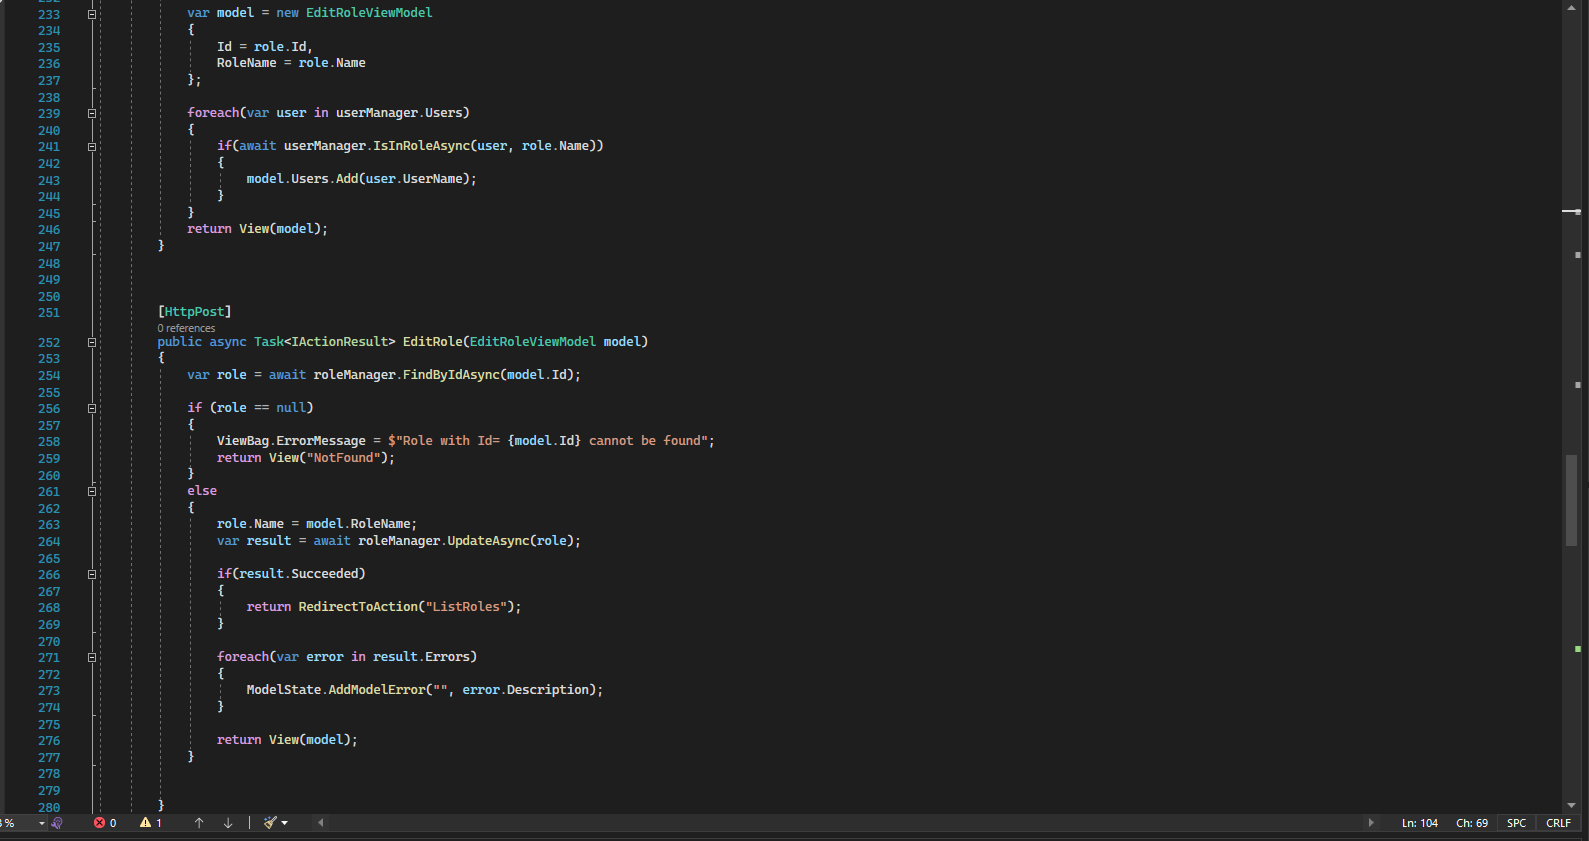 233 var model = new EditRoleViewModel
234 {
235 Id = role.Id,
236 RoleName = role.Name
237 };
238
239 foreach(var user in userManager.Users)
240 {
241 if(await userManager.IsInRoleAsync(user, role.Name))
242 {
243 model.Users.Add(user.UserName);
244 }
245 }
246 return View(model);
247 }
248
249
250
251 [HttpPost]
0 references
252 public async Task<IActionResult> EditRole(EditRoleViewModel model)
253 {
254 var role = await roleManager.FindByIdAsync(model.Id);
255
256 if (role == null)
257 {
258 ViewBag.ErrorMessage = $"Role with Id= {model.Id} cannot be found";
259 return View("NotFound");
260 }
261 else
262 {
263 role.Name = model.RoleName;
264 var result = await roleManager.UpdateAsync(role);
265
266 if(result.Succeeded)
267 {
268 return RedirectToAction("ListRoles");
269 }
270
271 foreach(var error in result.Errors)
272 {
273 ModelState.AddModelError("", error.Description);
274 }
275
276 return View(model);
277 }
278
279
280 }
% 0 1 Ln: 104 Ch: 69 SPC CRLF